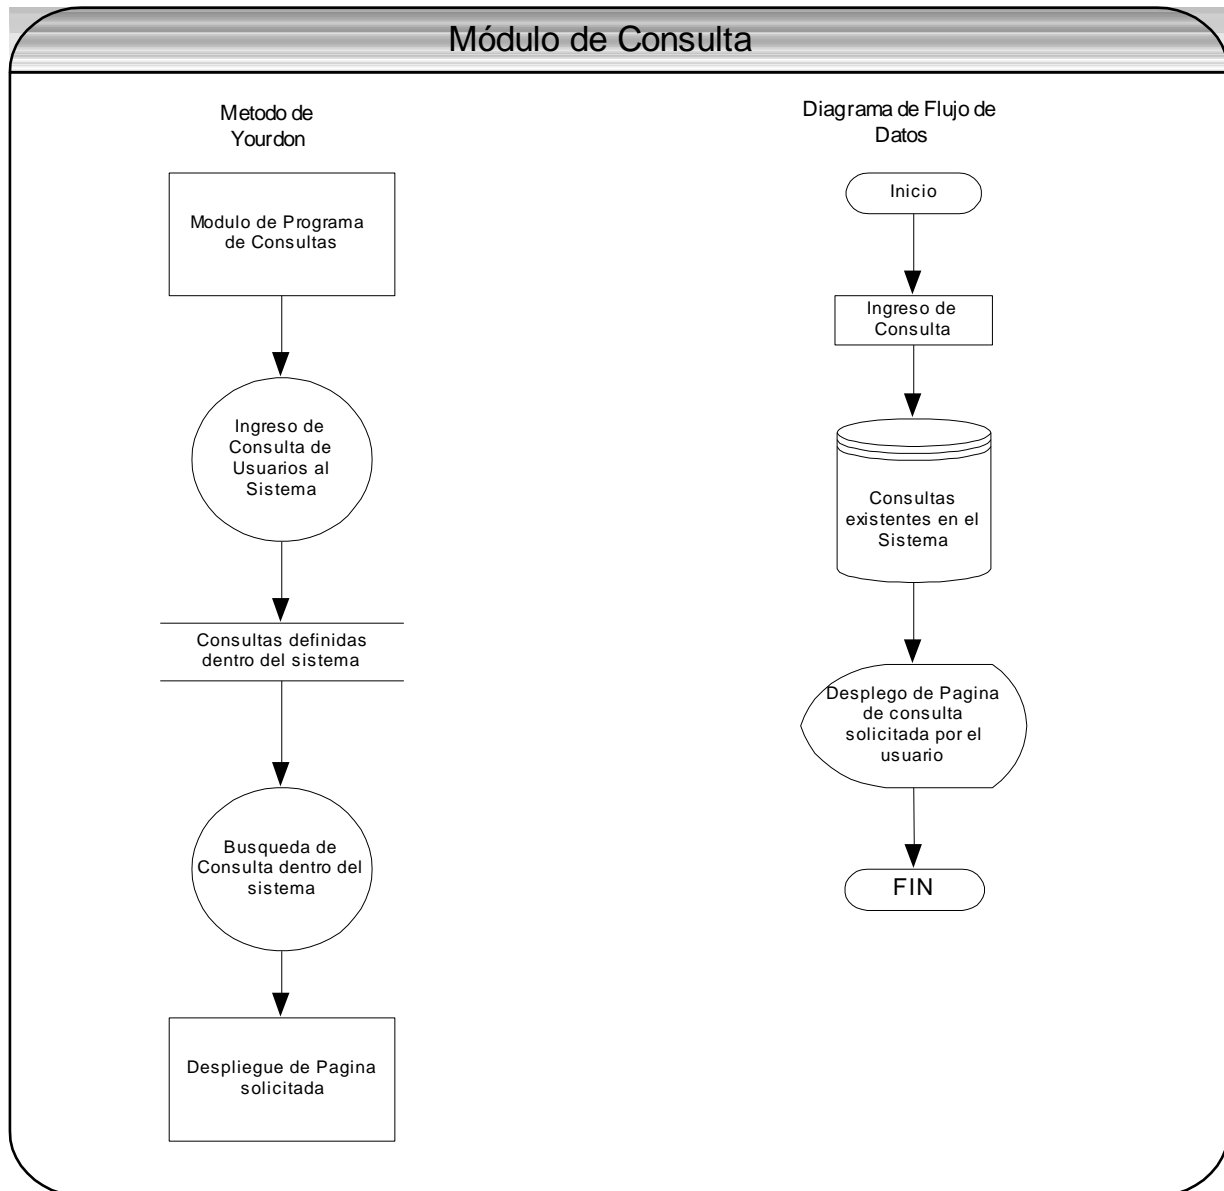 Módulo de Consulta
Metodo de
Yourdon
Modulo de Programa
de Consultas
Ingreso de
Consulta de
Usuarios al
Sistema
Consultas definidas
dentro del sistema
Busqueda de
Consulta dentro del
sistema
Despliegue de Pagina
solicitada
Diagrama de Flujo de
Datos
Inicio
Ingreso de
Consulta
Consultas
existentes en el
Sistema
Desplego de Pagina
de consulta
solicitada por el
usuario
FIN